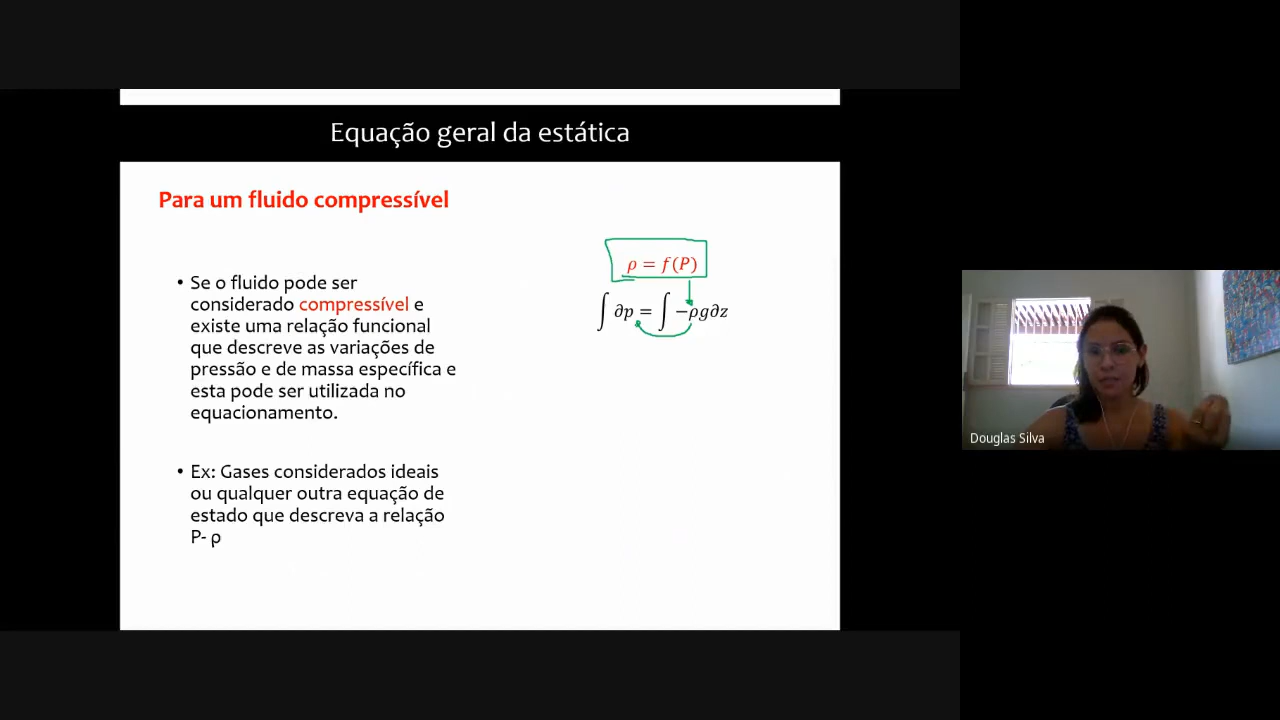 Equação geral da estática
Para um fluido compressível
• Se o fluido pode ser
considerado compressível e
existe uma relação funcional
que descreve as variações de
pressão e de massa específica e
esta pode ser utilizada no
equacionamento.
• Ex: Gases considerados ideais
ou qualquer outra equação de
estado que descreva a relação
P- ρ
ρ = f(P)
∫ ∂p = ∫ −ρg∂z
Douglas Silva